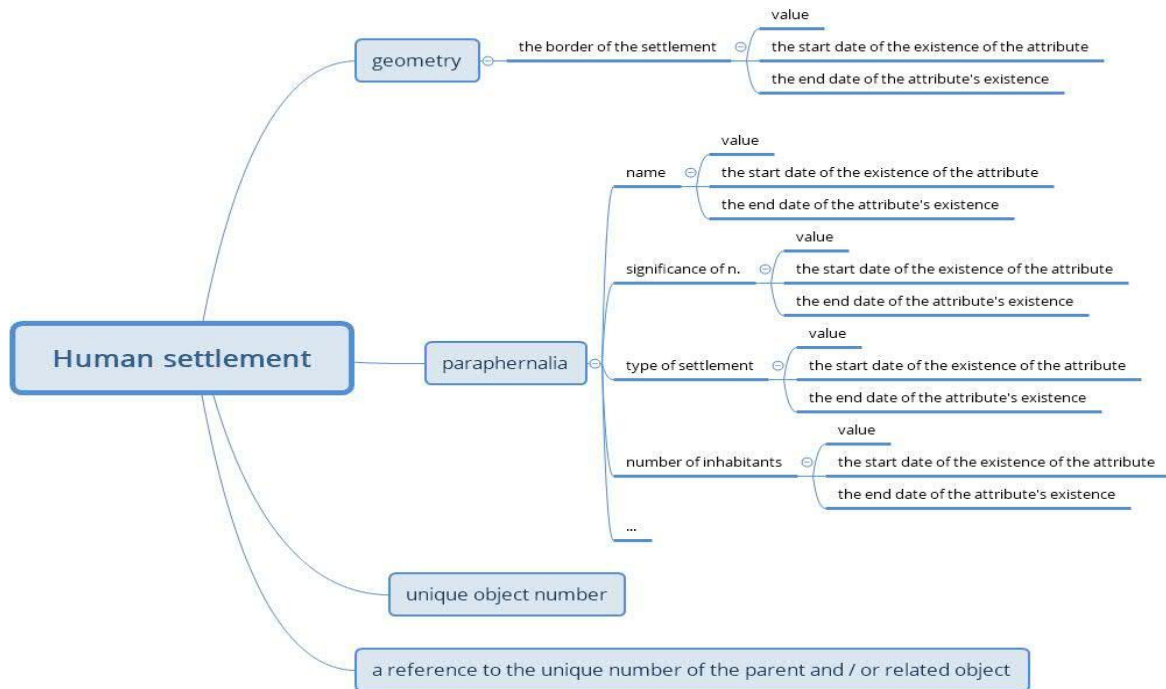 Human settlement
geometry
the border of the settlement
value
the start date of the existence of the attribute
the end date of the attribute's existence
paraphernalia
name
value
the start date of the existence of the attribute
the end date of the attribute's existence
significance of n.
value
the start date of the existence of the attribute
the end date of the attribute's existence
type of settlement
value
the start date of the existence of the attribute
the end date of the attribute's existence
number of inhabitants
value
the start date of the existence of the attribute
the end date of the attribute's existence
...
unique object number
a reference to the unique number of the parent and / or related object